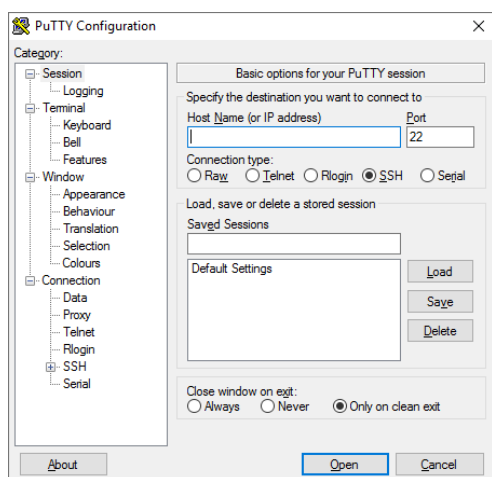 PuTTY Configuration
Category:
Session
Logging
Terminal
Keyboard
Bell
Features
Window
Appearance
Behaviour
Translation
Selection
Colours
Connection
Data
Proxy
Telnet
Rlogin
SSH
Serial
Basic options for your PuTTY session
Specify the destination you want to connect to
Host Name (or IP address) Port
22
Connection type:
Raw Telnet Rlogin SSH Serial
Load, save or delete a stored session
Saved Sessions
Default Settings
Load
Save
Delete
Close window on exit:
Always Never Only on clean exit
About Open Cancel